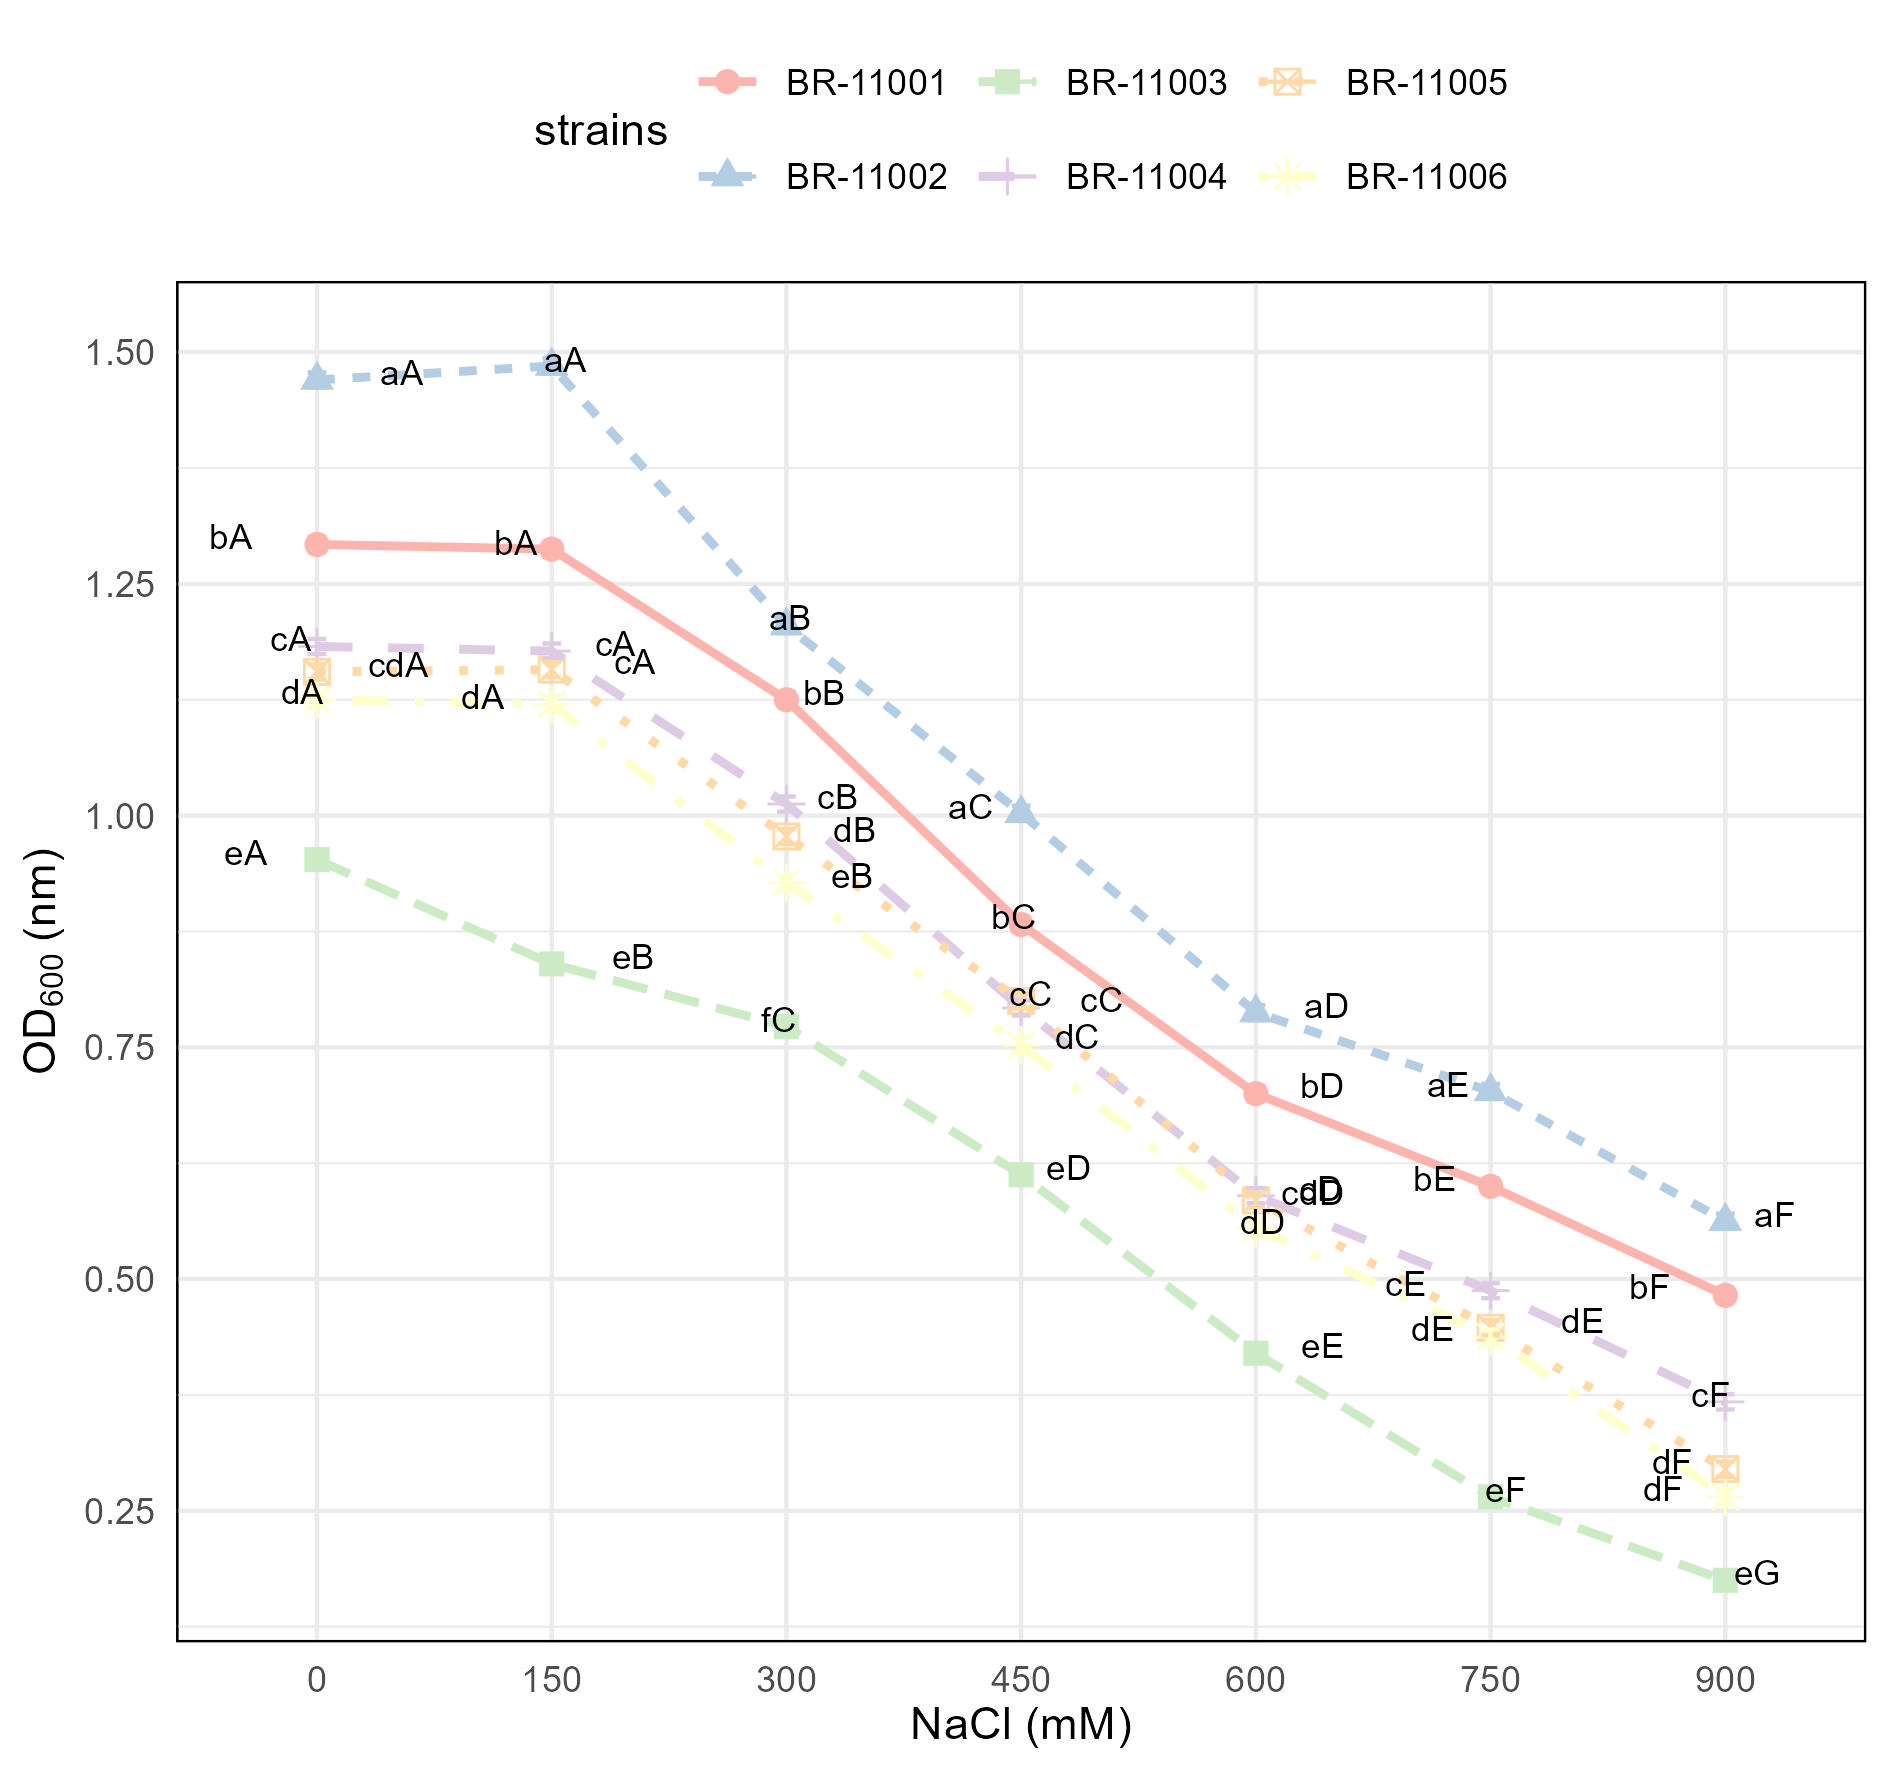 strains
BR-11001
BR-11003
BR-11005
BR-11002
BR-11004
BR-11006
OD600 (nm)
1.50
1.25
1.00
0.75
0.50
0.25
aA
aA
bA
bA
aB
cA
cA
cA
cdA
dA
dA
bB
cB
dB
eB
aC
eA
eB
bC
cC
cC
dC
fC
aD
bD
aE
eD
bE
cdD
cD
dD
aF
cE
bF
dE
dE
eE
cF
dF
dF
eF
eG
0
150
300
450
600
750
900
NaCl (mM)